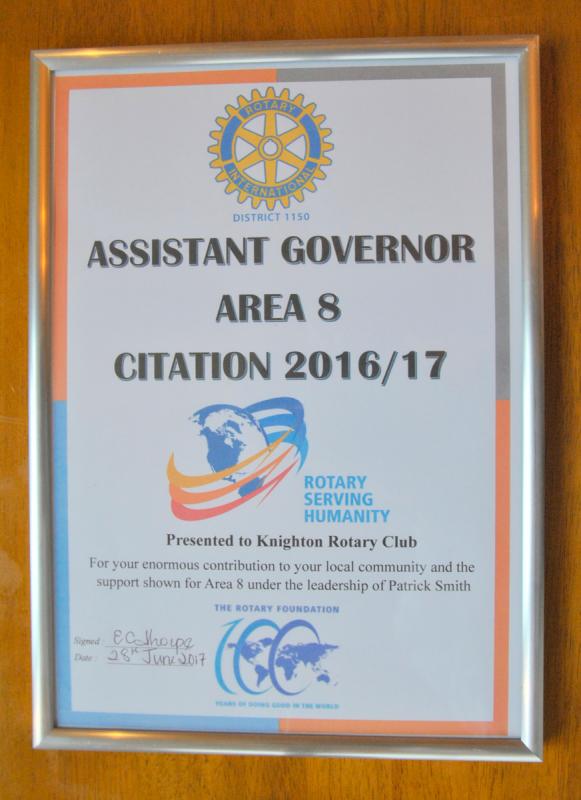 ROTARY
INTERNATIONAL
DISTRICT 1150
ASSISTANT GOVERNOR
AREA 8
CITATION 2016/17
ROTARY
SERVING
HUMANITY
Presented to Knighton Rotary Club
For your enormous contribution to your local community and the
support shown for Area 8 under the leadership of Patrick Smith
THE ROTARY FOUNDATION
100
Signed: E C Thorpe
Date: 28th June 2017
YEARS OF DOING GOOD IN THE WORLD